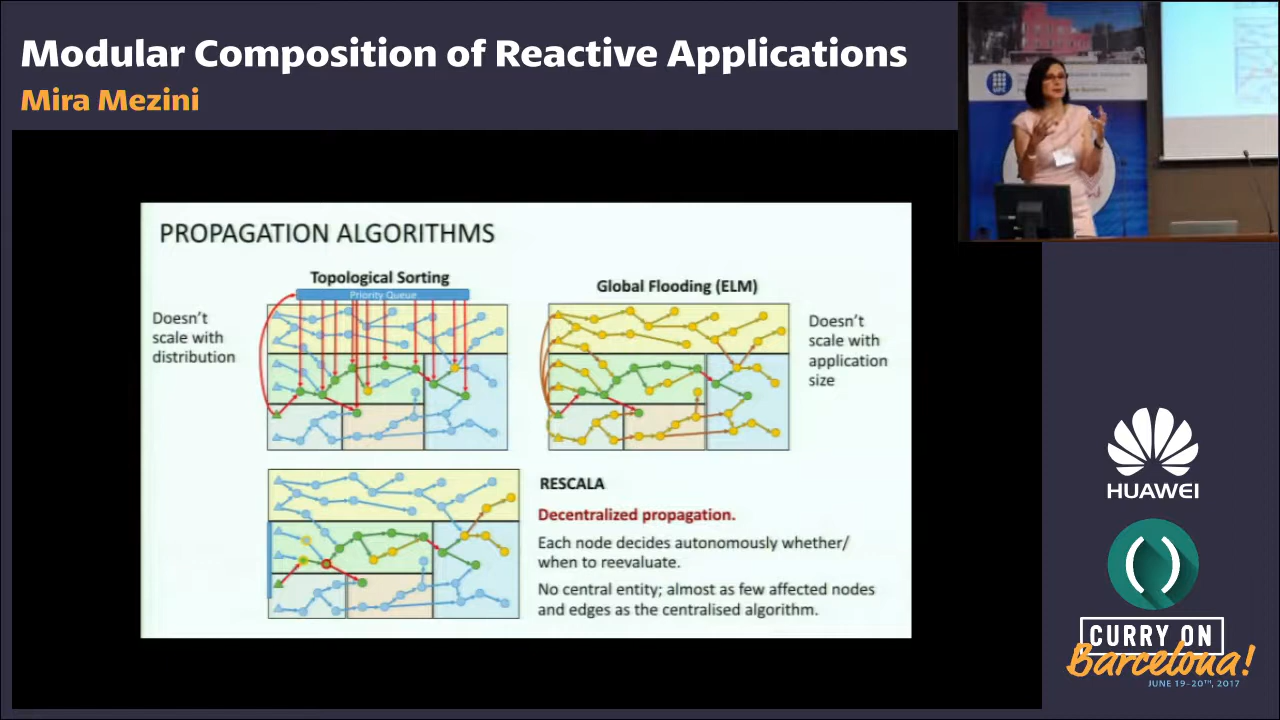 Modular Composition of Reactive Applications
Mira Mezini
UPC
PROPAGATION ALGORITHMS
Topological Sorting
Priority Queue
Doesn't
scale with
distribution
Global Flooding (ELM)
Doesn't
scale with
application
size
RESCALA
Decentralized propagation.
Each node decides autonomously whether/
when to reevaluate.
No central entity; almost as few affected nodes
and edges as the centralised algorithm.
HUAWEI
()
CURRY ON
Barcelona!
JUNE 19-20TH, 2017